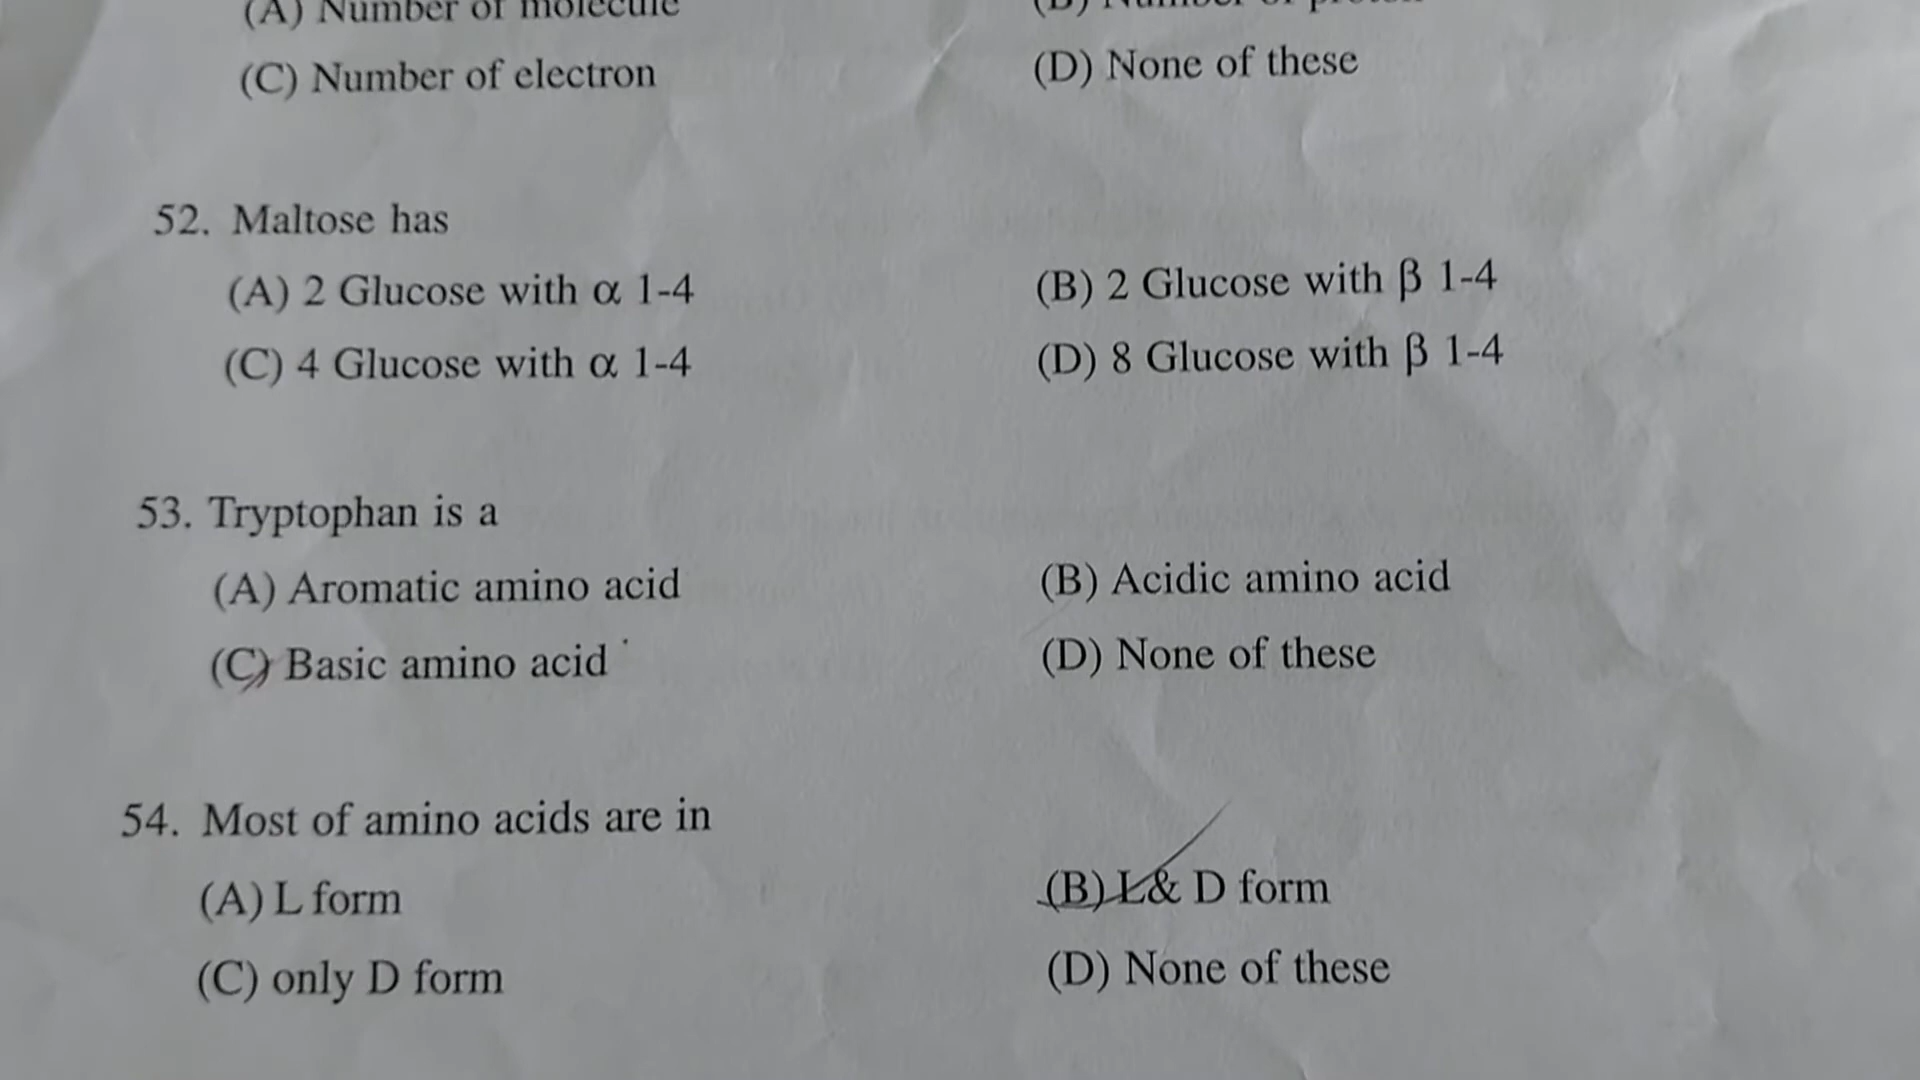 (A) Number of molecule
(C) Number of electron
(D) None of these
52. Maltose has
(A) 2 Glucose with α 1-4
(B) 2 Glucose with β 1-4
(C) 4 Glucose with α 1-4
(D) 8 Glucose with β 1-4
53. Tryptophan is a
(A) Aromatic amino acid
(B) Acidic amino acid
(C) Basic amino acid
(D) None of these
54. Most of amino acids are in
(A) L form
(B) L& D form
(C) only D form
(D) None of these